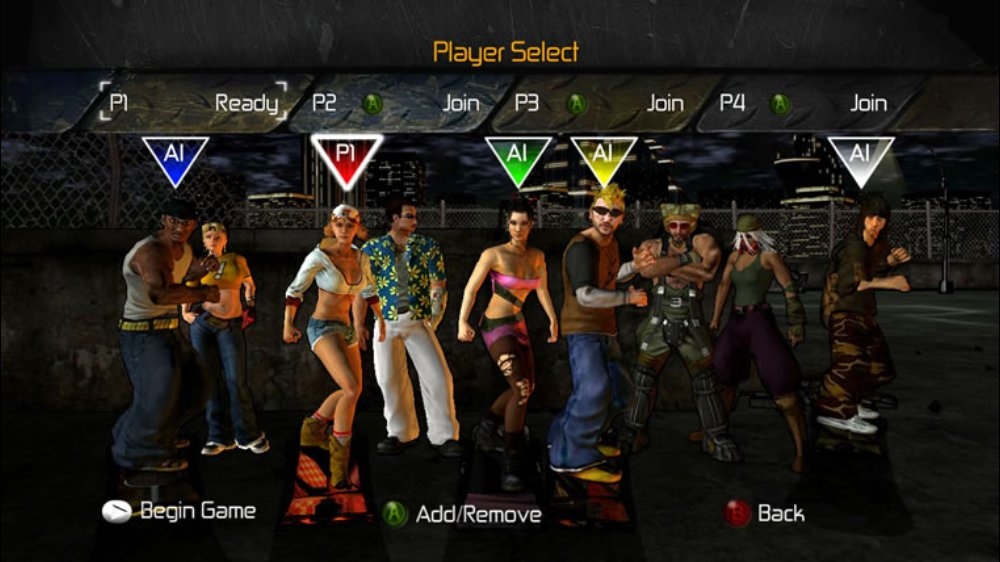 Player Select
P1 Ready P2 A Join P3 A Join P4 A Join
AI P1 AI AI AI
Begin Game A Add/Remove B Back